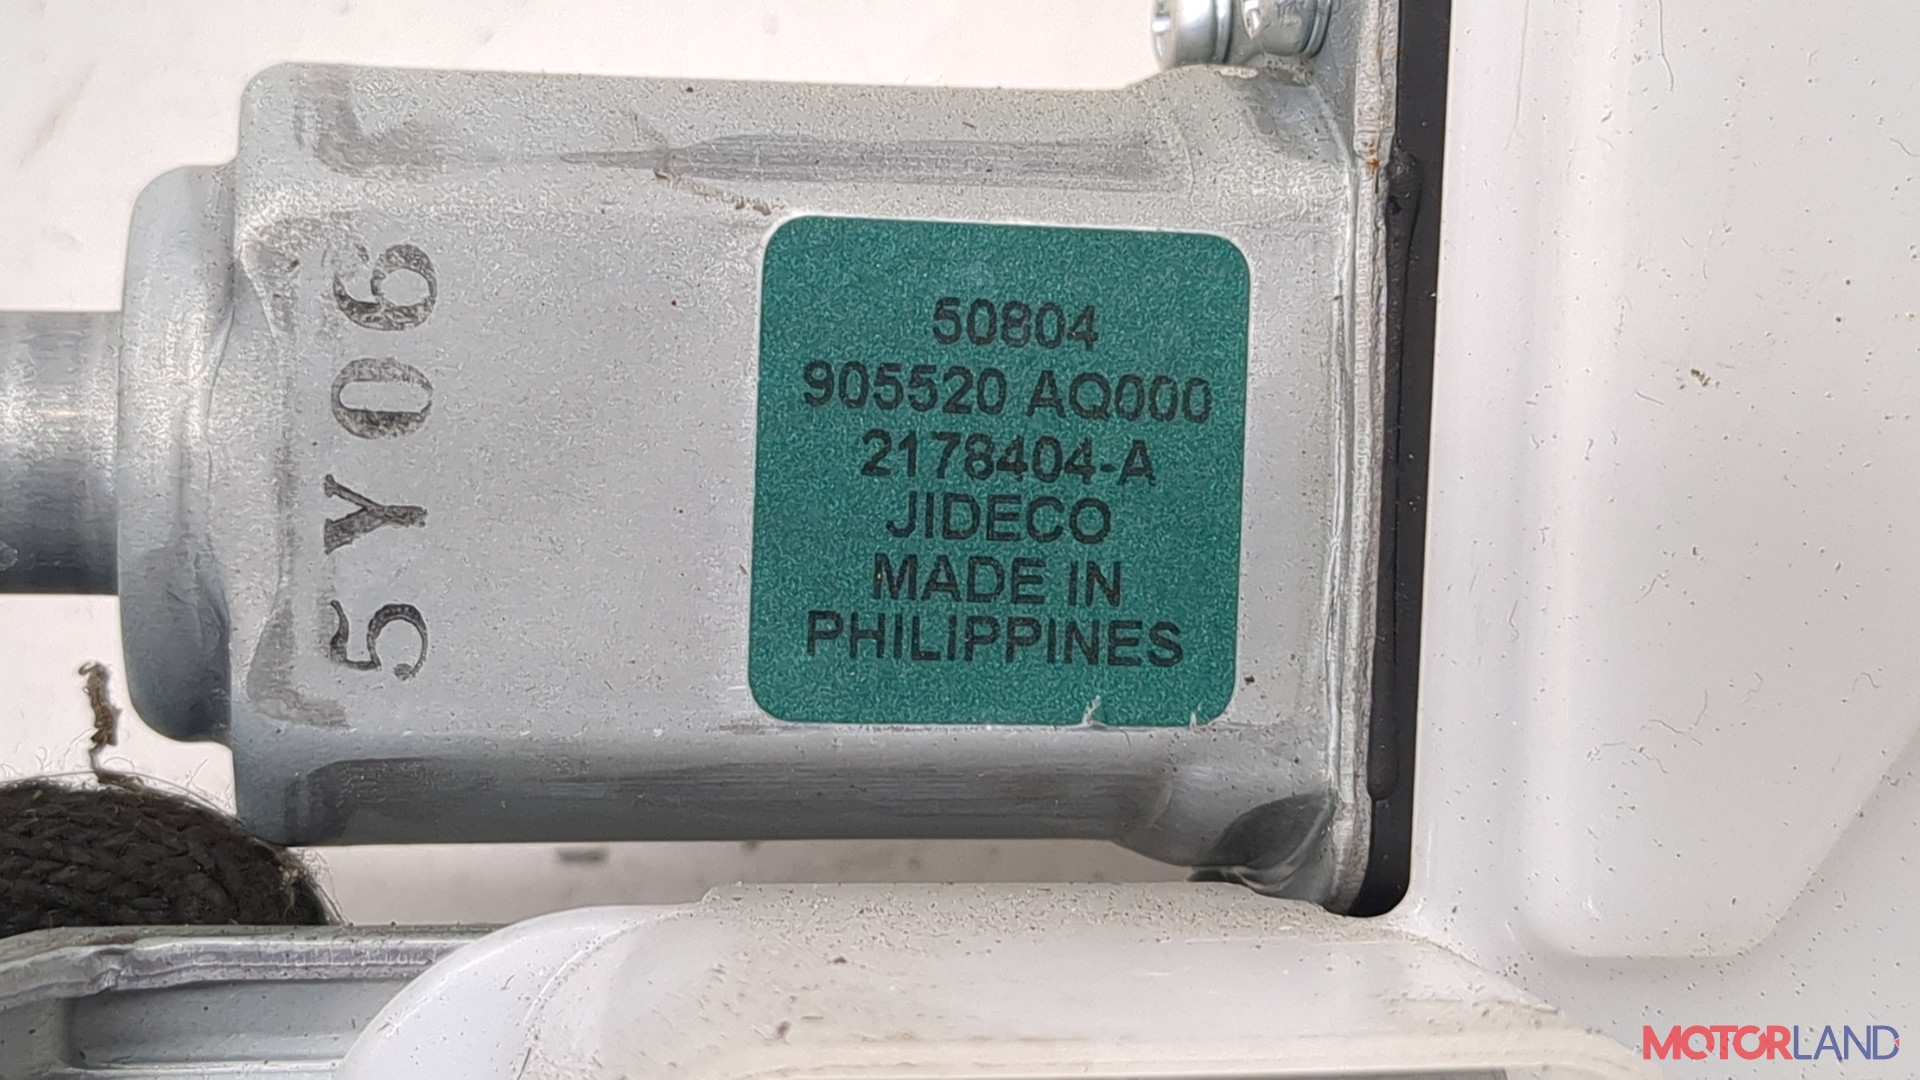 5Y06
50804
905520 AQ000
2178404-A
JIDECO
MADE IN
PHILIPPINES
MOTORLAND